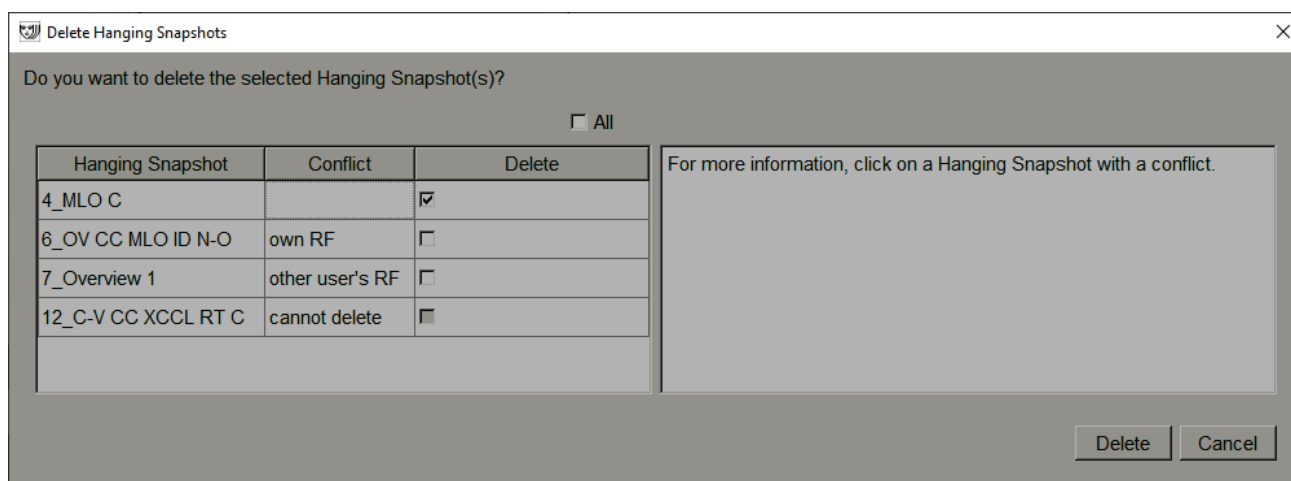 Delete Hanging Snapshots
Do you want to delete the selected Hanging Snapshot(s)?
All
Hanging Snapshot Conflict Delete
4_MLO C
6_OV CC MLO ID N-O own RF
7_Overview 1 other user's RF
12_C-V CC XCCL RT C cannot delete
For more information, click on a Hanging Snapshot with a conflict.
Delete Cancel